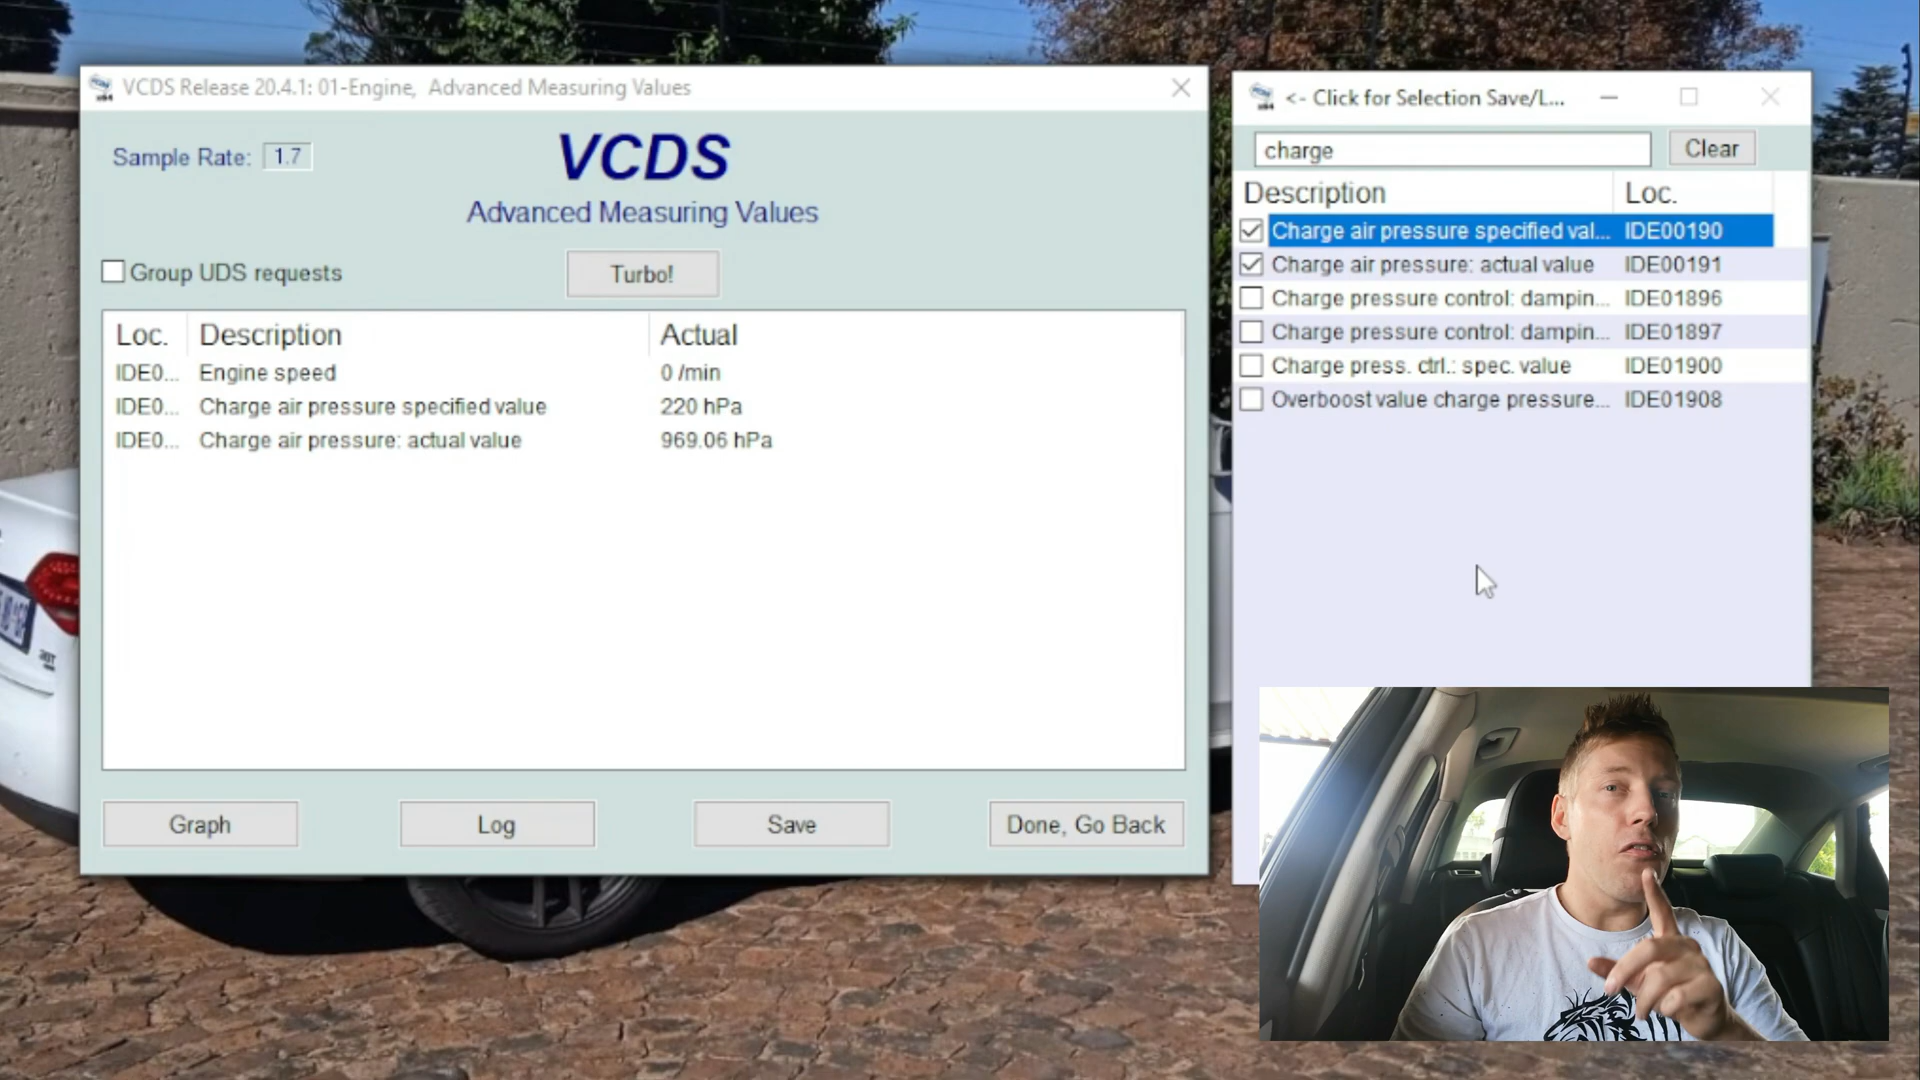 VCDS Release 20.4.1: 01-Engine, Advanced Measuring Values
Sample Rate: 1.7
VCDS
Advanced Measuring Values
Group UDS requests
Turbo!
Loc. Description Actual
IDE0... Engine speed 0 /min
IDE0... Charge air pressure specified value 220 hPa
IDE0... Charge air pressure: actual value 969.06 hPa
Graph
Log
Save
Done, Go Back
<- Click for Selection Save/L...
charge
Clear
Description Loc.
Charge air pressure specified val... IDE00190
Charge air pressure: actual value IDE00191
Charge pressure control: dampin... IDE01896
Charge pressure control: dampin... IDE01897
Charge press. ctrl.: spec. value IDE01900
Overboost value charge pressure... IDE01908